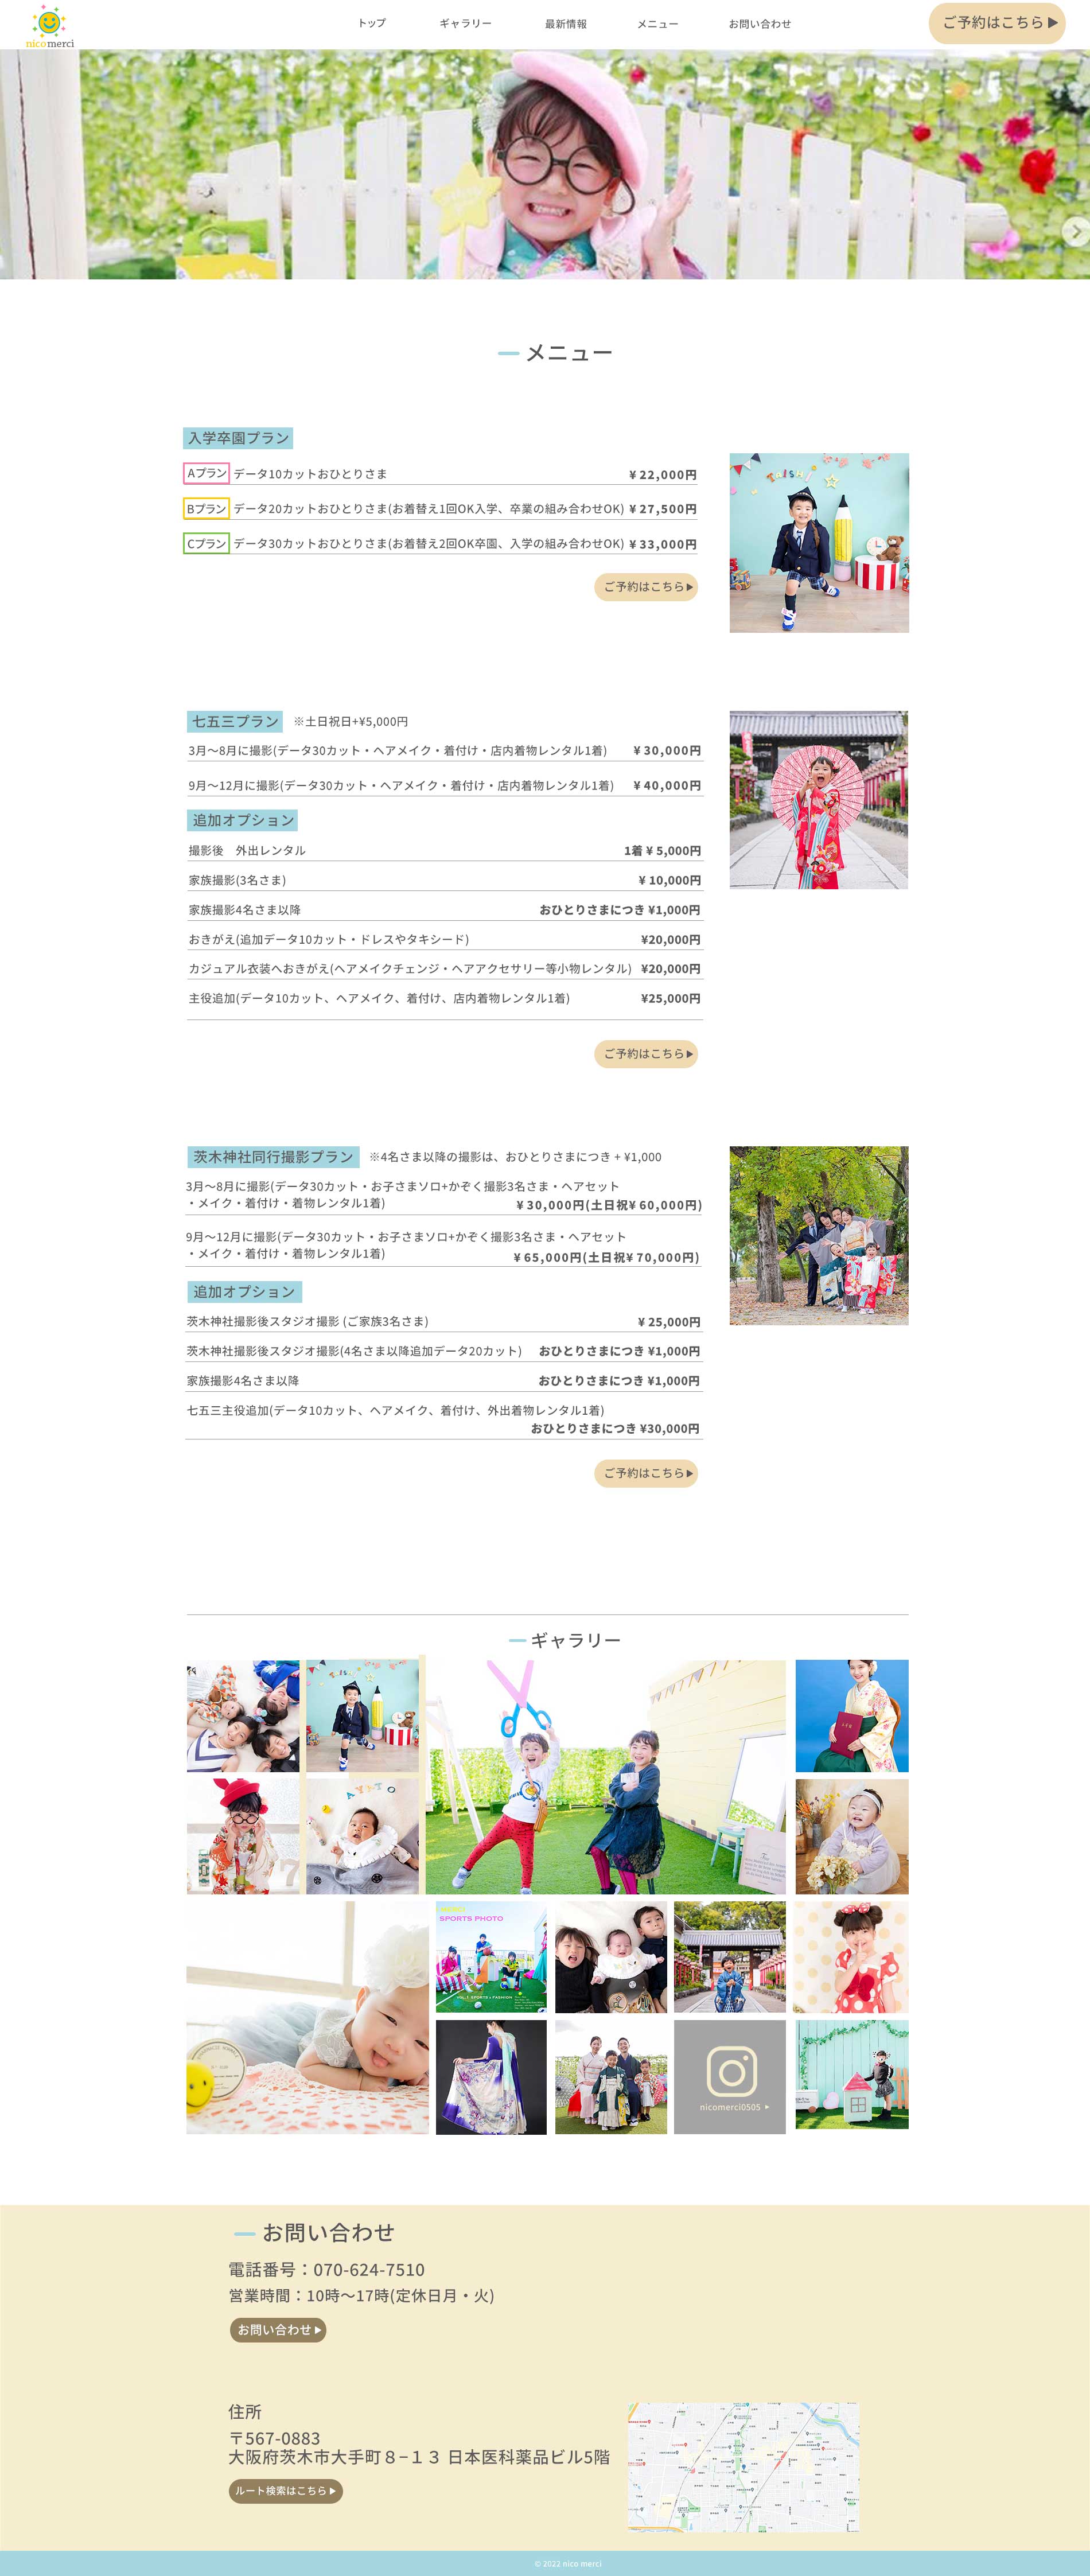 nico merci
トップ
ギャラリー
最新情報
メニュー
お問い合わせ
ご予約はこちら▶
メニュー
入学卒園プラン
Aプラン データ10カットおひとりさま ¥ 22,000円
Bプラン データ20カットおひとりさま(お着替え1回OK入学、卒業の組み合わせOK) ¥ 27,500円
Cプラン データ30カットおひとりさま(お着替え2回OK卒園、入学の組み合わせOK) ¥ 33,000円
ご予約はこちら▶
七五三プラン ※土日祝日+¥5,000円
3月〜8月に撮影(データ30カット・ヘアメイク・着付け・店内着物レンタル1着) ¥ 30,000円
9月〜12月に撮影(データ30カット・ヘアメイク・着付け・店内着物レンタル1着) ¥ 40,000円
追加オプション
撮影後　外出レンタル 1着 ¥ 5,000円
家族撮影(3名さま) ¥ 10,000円
家族撮影4名さま以降 おひとりさまにつき ¥1,000円
おきがえ(追加データ10カット・ドレスやタキシード) ¥20,000円
カジュアル衣装へおきがえ(ヘアメイクチェンジ・ヘアアクセサリー等小物レンタル) ¥20,000円
主役追加(データ10カット、ヘアメイク、着付け、店内着物レンタル1着) ¥25,000円
ご予約はこちら▶
茨木神社同行撮影プラン ※4名さま以降の撮影は、おひとりさまにつき + ¥1,000
3月〜8月に撮影(データ30カット・お子さまソロ+かぞく撮影3名さま・ヘアセット
・メイク・着付け・着物レンタル1着) ¥ 30,000円(土日祝¥ 60,000円)
9月〜12月に撮影(データ30カット・お子さまソロ+かぞく撮影3名さま・ヘアセット
・メイク・着付け・着物レンタル1着) ¥ 65,000円(土日祝¥ 70,000円)
追加オプション
茨木神社撮影後スタジオ撮影 (ご家族3名さま) ¥ 25,000円
茨木神社撮影後スタジオ撮影(4名さま以降追加データ20カット) おひとりさまにつき ¥1,000円
家族撮影4名さま以降 おひとりさまにつき ¥1,000円
七五三主役追加(データ10カット、ヘアメイク、着付け、外出着物レンタル1着)
おひとりさまにつき ¥30,000円
ご予約はこちら▶
ギャラリー
SPORTS PHOTO
nicomerci0505 ▶
お問い合わせ
電話番号：070-624-7510
営業時間：10時〜17時(定休日月・火)
お問い合わせ▶
住所
〒567-0883
大阪府茨木市大手町８−１３ 日本医科薬品ビル5階
ルート検索はこちら▶
© 2022 nico merci